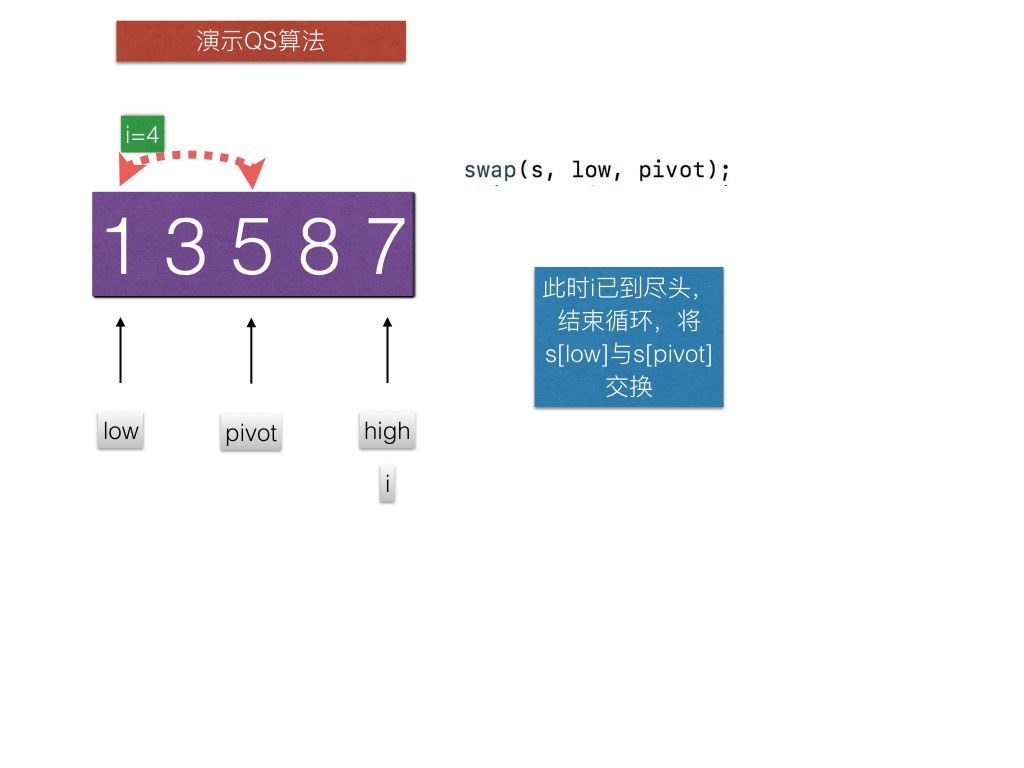 演示QS算法
i=4
swap(s, low, pivot);
1 3 5 8 7
此时i已到尽头，
结束循环，将
s[low]与s[pivot]
交换
low
pivot
high
i